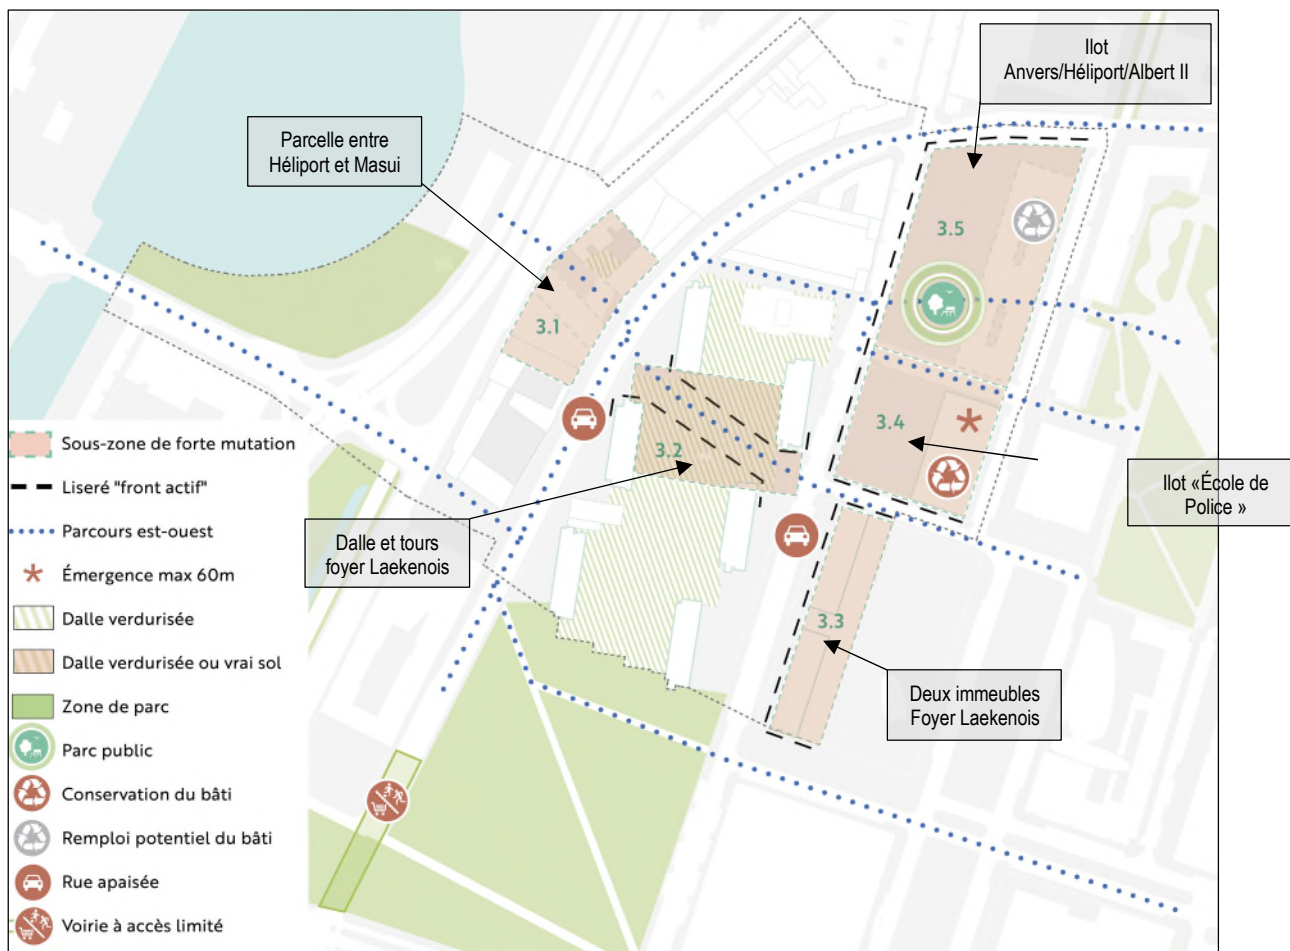 Ilot
Anvers/Héliport/Albert II
Parcelle entre
Héliport et Masui
3.5
3.1
3.4
3.2
Ilot «École de
Police »
Dalle et tours
foyer Laekenois
3.3
Deux immeubles
Foyer Laekenois
Sous-zone de forte mutation
Liseré "front actif"
Parcours est-ouest
Émergence max 60m
Dalle verdurisée
Dalle verdurisée ou vrai sol
Zone de parc
Parc public
Conservation du bâti
Remploi potentiel du bâti
Rue apaisée
Voirie à accès limité